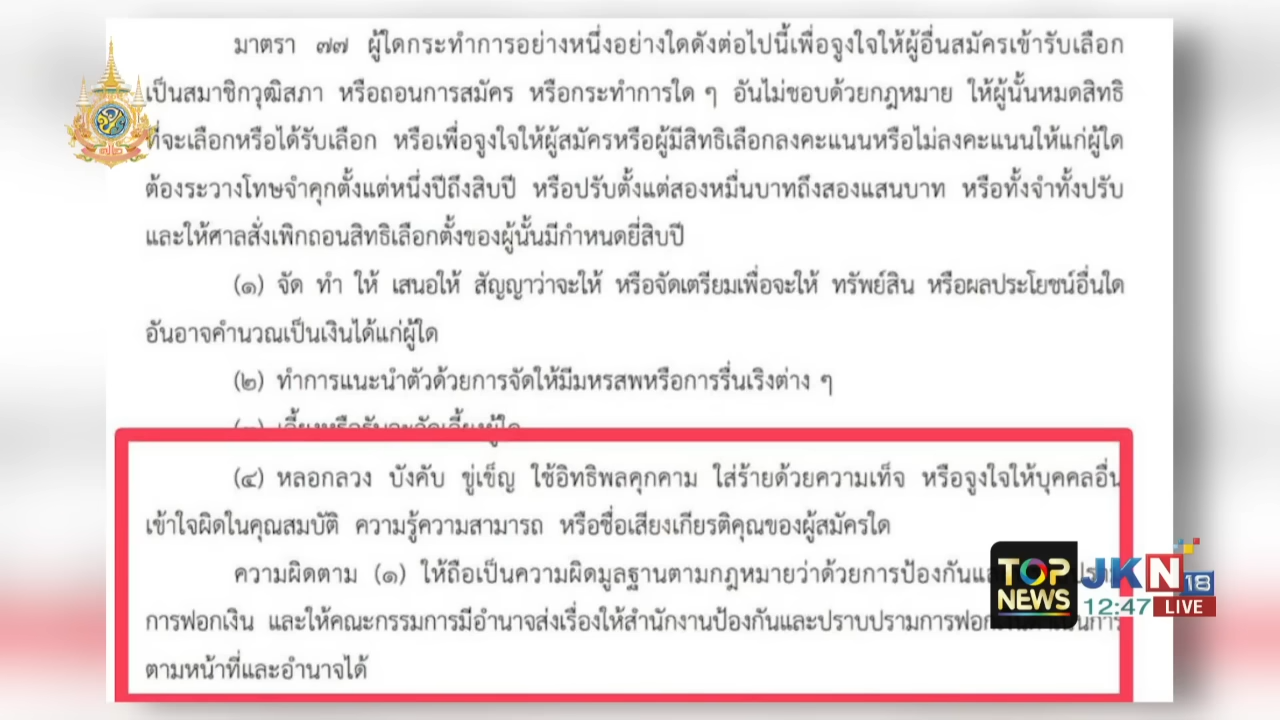 มาตรา ๗๗ ผู้ใดกระทำการอย่างหนึ่งอย่างใดดังต่อไปนี้เพื่อจูงใจให้ผู้อื่นสมัครเข้ารับเลือก
เป็นสมาชิกวุฒิสภา หรือถอนการสมัคร หรือกระทำการใด ๆ อันไม่ชอบด้วยกฎหมาย ให้ผู้นั้นหมดสิทธิ
ที่จะเลือกหรือได้รับเลือก หรือเพื่อจูงใจให้ผู้สมัครหรือผู้มีสิทธิเลือกลงคะแนนหรือไม่ลงคะแนนให้แก่ผู้ใด
ต้องระวางโทษจำคุกตั้งแต่หนึ่งปีถึงสิบปี หรือปรับตั้งแต่สองหมื่นบาทถึงสองแสนบาท หรือทั้งจำทั้งปรับ
และให้ศาลสั่งเพิกถอนสิทธิเลือกตั้งของผู้นั้นมีกำหนดยี่สิบปี
(๑) จัด ทำ ให้ เสนอให้ สัญญาว่าจะให้ หรือจัดเตรียมเพื่อจะให้ ทรัพย์สิน หรือผลประโยชน์อื่นใด
อันอาจคำนวณเป็นเงินได้แก่ผู้ใด
(๒) ทำการแนะนำตัวด้วยการจัดให้มีมหรสพหรือการรื่นเริงต่าง ๆ
(๓) เลี้ยงหรือรับจะจัดเลี้ยงผู้ใด
(๔) หลอกลวง บังคับ ขู่เข็ญ ใช้อิทธิพลคุกคาม ใส่ร้ายด้วยความเท็จ หรือจูงใจให้บุคคลอื่น
เข้าใจผิดในคุณสมบัติ ความรู้ความสามารถ หรือชื่อเสียงเกียรติคุณของผู้สมัครใด
ความผิดตาม (๑) ให้ถือเป็นความผิดมูลฐานตามกฎหมายว่าด้วยการป้องกันและ
การฟอกเงิน และให้คณะกรรมการมีอำนาจส่งเรื่องให้สำนักงานป้องกันและปราบปรามการฟอก
ตามหน้าที่และอำนาจได้
TOP NEWS
JKN 18
12:47 LIVE